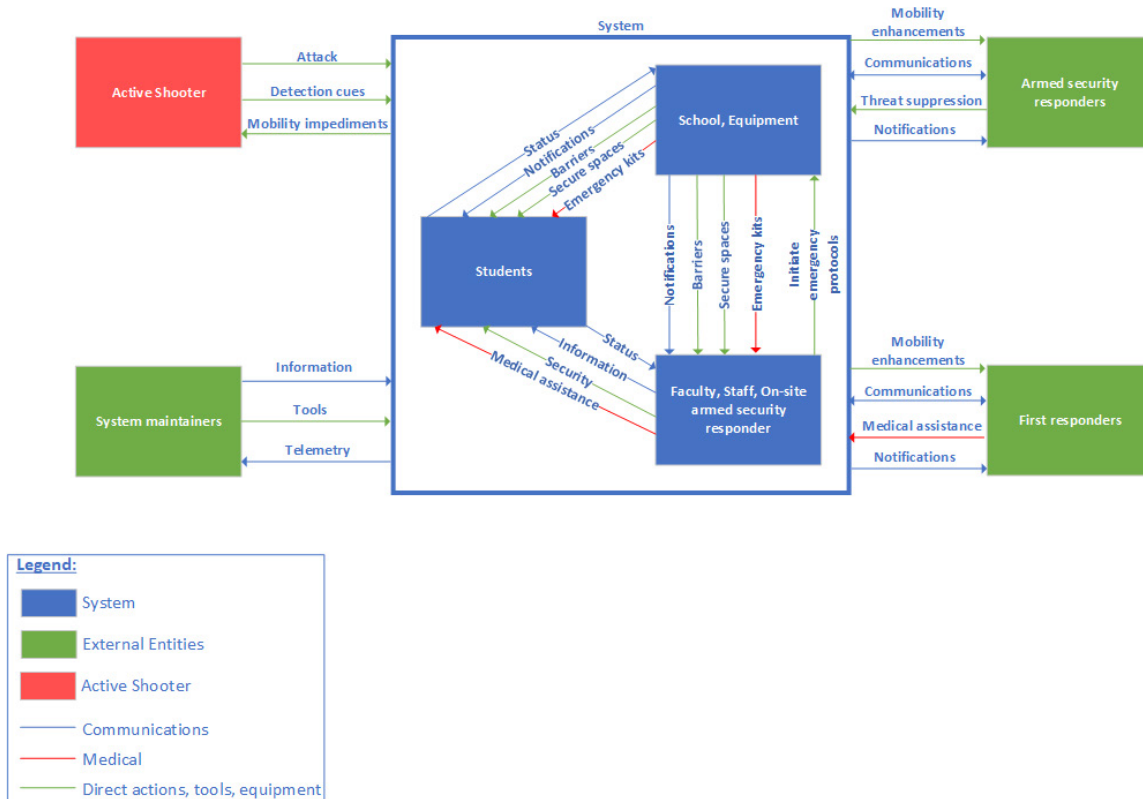 System
Mobility
enhancements
Active Shooter
Attack
Detection cues
Mobility impediments
Communications
Threat suppression
Notifications
Armed security
responders
School, Equipment
Status
Notifications
Barriers
Secure spaces
Emergency kits
Students
Notifications
Barriers
Secure spaces
Emergency kits
Initiate
emergency
protocols
Status
Information
Security
Medical assistance
Faculty, Staff, On-site
armed security
responder
System maintainers
Information
Tools
Telemetry
Mobility
enhancements
Communications
Medical assistance
Notifications
First responders
Legend:
System
External Entities
Active Shooter
Communications
Medical
Direct actions, tools, equipment